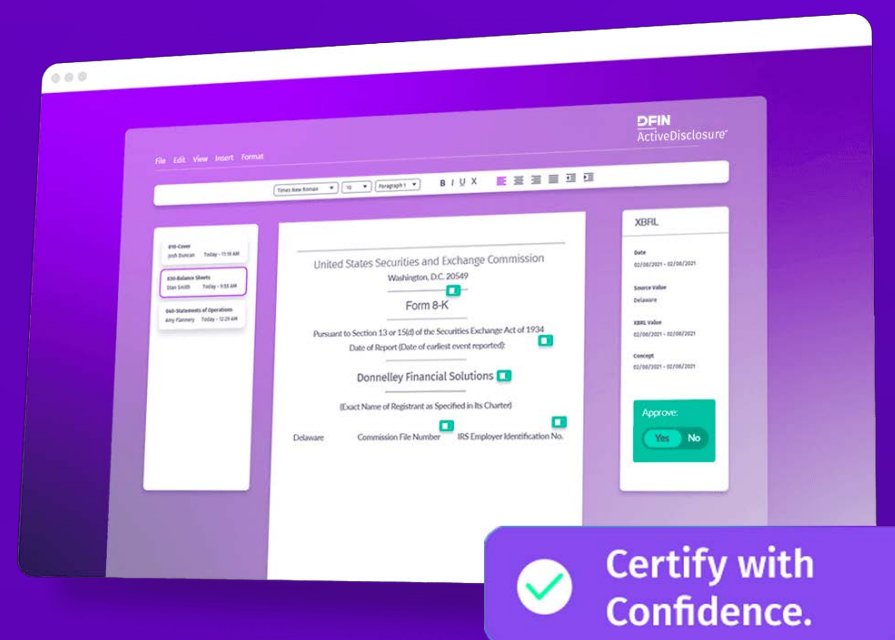 DFIN
ActiveDisclosure
File Edit View Insert Format
Times New Roman 10 Paragraph 1 B I U X
010-Cover
Josh Duncan Today - 11:10 AM
030-Balance Sheets
Stan Smith Today - 9:53 AM
040-Statements of Operations
Amy Flannery Today - 12:29 AM
United States Securities and Exchange Commission
Washington, D.C. 20549
Form 8-K
Pursuant to Section 13 or 15(d) of the Securities Exchange Act of 1934
Date of Report (Date of earliest event reported):
Donnelley Financial Solutions
(Exact Name of Registrant as Specified in Its Charter)
Delaware Commission File Number IRS Employer Identification No.
XBRL
Date
02/08/2021 - 02/08/2021
Source Value
Delaware
XBRL Value
02/08/2021 - 02/08/2021
Concept
02/08/2021 - 02/08/2021
Approve:
Yes No
Certify with
Confidence.